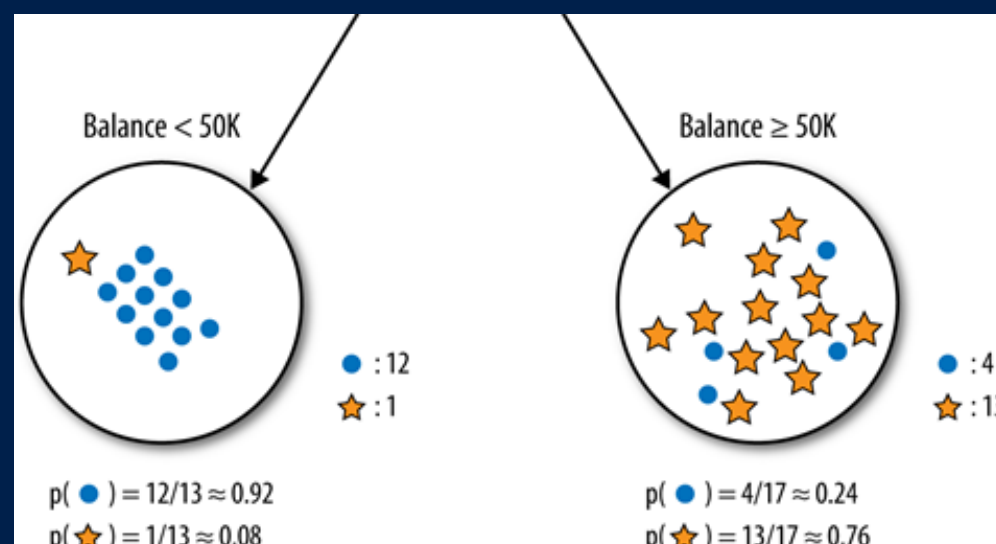 Balance < 50K
Balance ≥ 50K
: 12
: 1
: 4
: 13
p( ) = 12/13 ≈ 0.92
p( ) = 1/13 ≈ 0.08
p( ) = 4/17 ≈ 0.24
p( ) = 13/17 ≈ 0.76